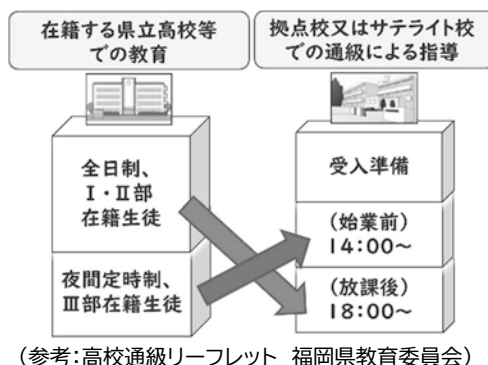 在籍する県立高校等
での教育
拠点校又はサテライト校
での通級による指導
全日制、
Ⅰ・Ⅱ部
在籍生徒
夜間定時制、
Ⅲ部在籍生徒
受入準備
(始業前)
14:00~
(放課後)
18:00~
(参考:高校通級リーフレット 福岡県教育委員会)